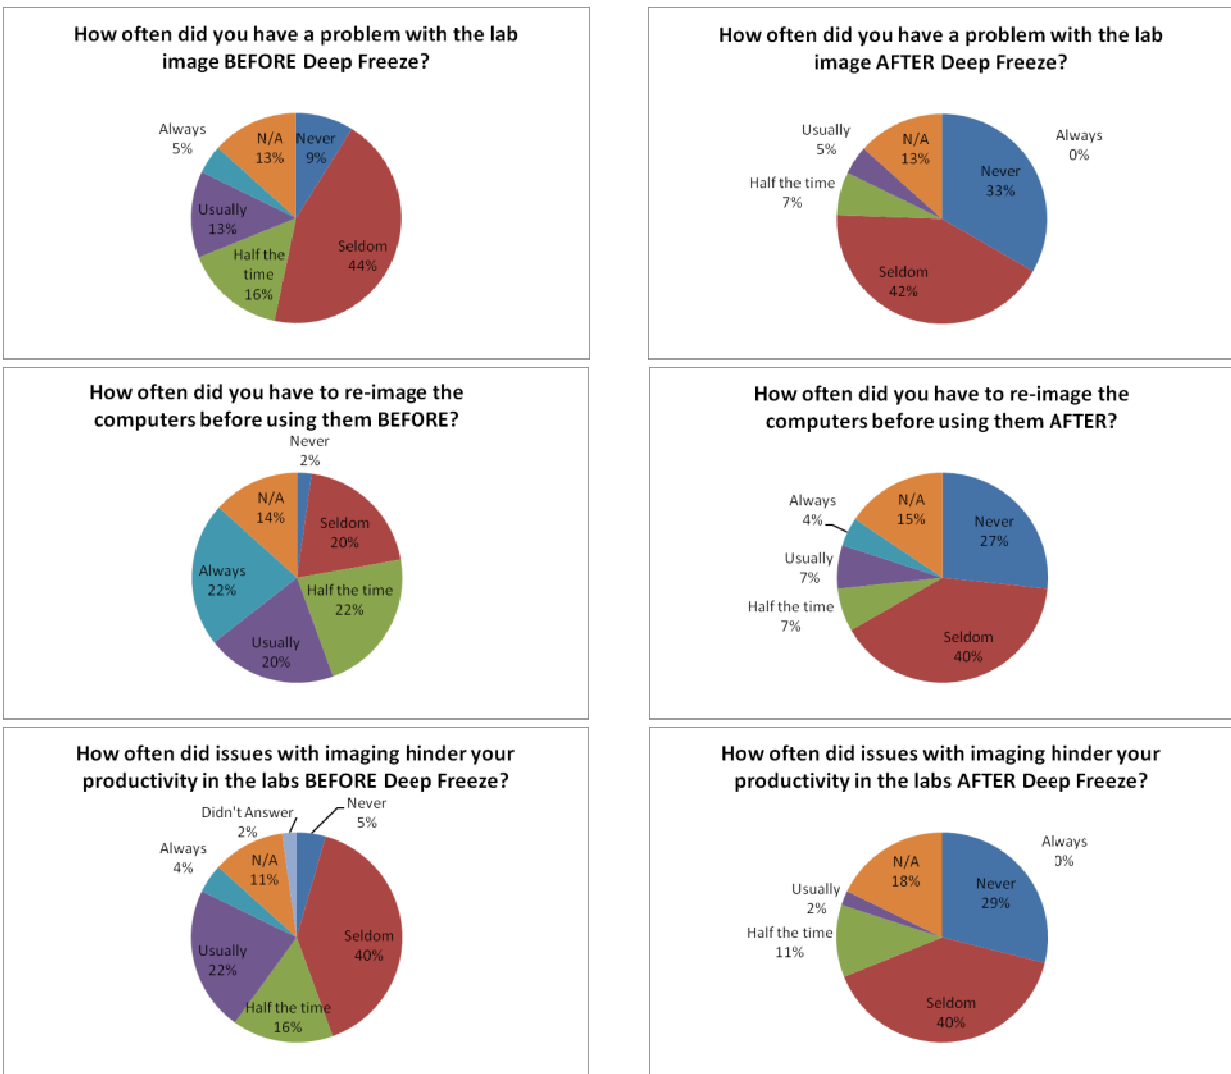 How often did you have a problem with the lab
image BEFORE Deep Freeze?
Always
5%
N/A
13%
Never
9%
Usually
13%
Half the
time
16%
Seldom
44%
How often did you have a problem with the lab
image AFTER Deep Freeze?
Usually
5%
N/A
13%
Always
0%
Never
33%
Half the time
7%
Seldom
42%
How often did you have to re-image the
computers before using them BEFORE?
Never
2%
N/A
14%
Seldom
20%
Always
22%
Half the time
22%
Usually
20%
How often did you have to re-image the
computers before using them AFTER?
Always
4%
N/A
15%
Never
27%
Usually
7%
Half the time
7%
Seldom
40%
How often did issues with imaging hinder your
productivity in the labs BEFORE Deep Freeze?
Didn't Answer
2%
Never
5%
Always
4%
N/A
11%
Seldom
40%
Usually
22%
Half the time
16%
How often did issues with imaging hinder your
productivity in the labs AFTER Deep Freeze?
Always
0%
N/A
18%
Never
29%
Usually
2%
Half the time
11%
Seldom
40%